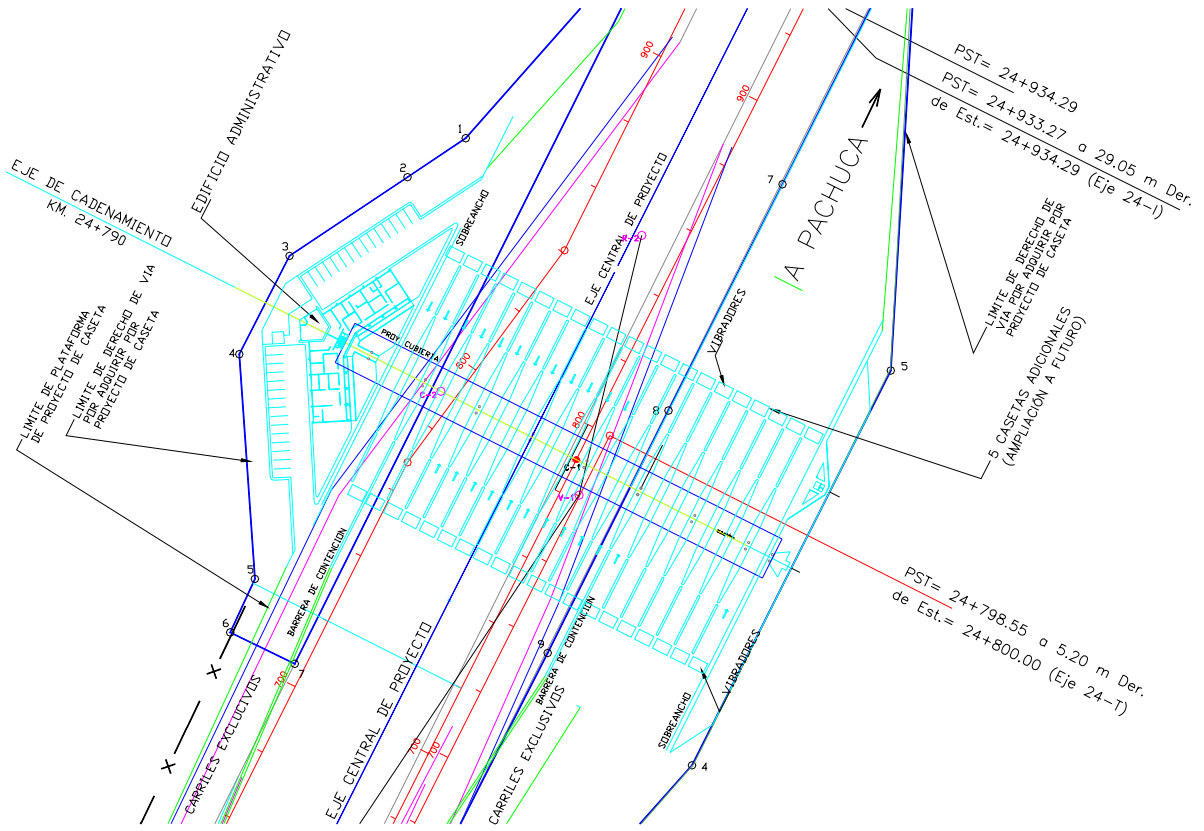 PST= 24+934.29
PST= 24+933.27 a 29.05 m Der.
de Est.= 24+934.29 (Eje 24-I)
A PACHUCA
EDIFICIO ADMINISTRATIVO
EJE DE CADENAMIENTO
KM. 24+790
LIMITE DE PLATAFORMA
DE PROYECTO DE CASETA
LIMITE DE DERECHO DE VIA
POR ADQUIRIR POR
PROYECTO DE CASETA
SOBREANCHO
EJE CENTRAL DE PROYECTO
VIBRADORES
PROY CUBIERTA
LIMITE DE DERECHO DE
VIA POR ADQUIRIR POR
PROYECTO DE CASETA
5 CASETAS ADICIONALES
(AMPLIACIÓN A FUTURO)
PST= 24+798.55 a 5.20 m Der.
de Est.= 24+800.00 (Eje 24-T)
BARRERA DE CONTENCION
BARRERA DE CONTENCION
VIBRADORES
SOBREANCHO
EJE CENTRAL DE PROYECTO
CARRILES EXCLUCIVOS
CARRILES EXCLUSIVOS
900
900
800
800
700
700
700
1
2
3
4
5
6
7
7
8
9
5
4
C-2
C-1
V-1
X
X